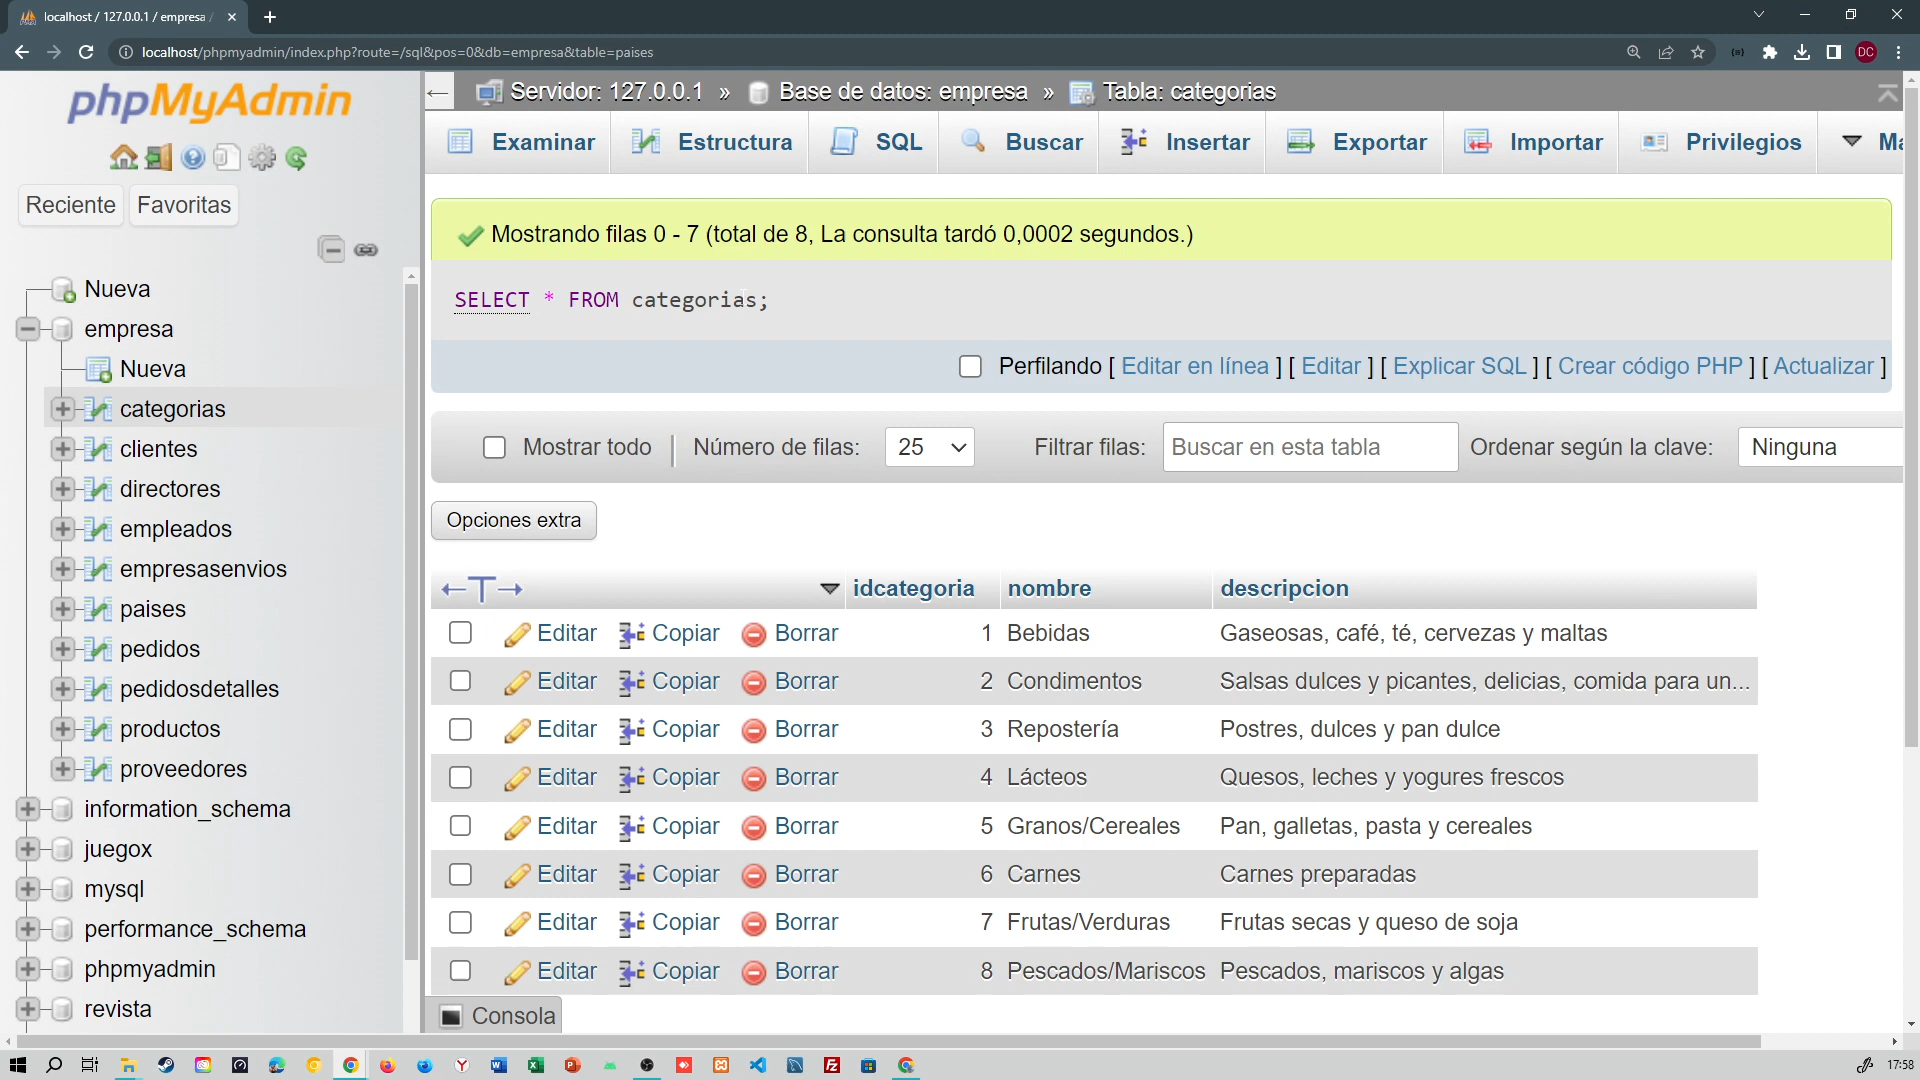 localhost / 127.0.0.1 / empresa /
localhost/phpmyadmin/index.php?route=/sql&pos=0&db=empresa&table=paises
DC
phpMyAdmin
Reciente
Favoritas
Nueva
empresa
Nueva
categorias
clientes
directores
empleados
empresasenvios
paises
pedidos
pedidosdetalles
productos
proveedores
information_schema
juegox
mysql
performance_schema
phpmyadmin
revista
Servidor: 127.0.0.1 » Base de datos: empresa » Tabla: categorias
Examinar Estructura SQL Buscar Insertar Exportar Importar Privilegios Má
Mostrando filas 0 - 7 (total de 8, La consulta tardó 0,0002 segundos.)
SELECT * FROM categorias;
Perfilando [ Editar en línea ] [ Editar ] [ Explicar SQL ] [ Crear código PHP ] [ Actualizar ]
Mostrar todo | Número de filas: 25 Filtrar filas: Buscar en esta tabla Ordenar según la clave: Ninguna
Opciones extra
idcategoria nombre descripcion
Editar Copiar Borrar 1 Bebidas Gaseosas, café, té, cervezas y maltas
Editar Copiar Borrar 2 Condimentos Salsas dulces y picantes, delicias, comida para un...
Editar Copiar Borrar 3 Repostería Postres, dulces y pan dulce
Editar Copiar Borrar 4 Lácteos Quesos, leches y yogures frescos
Editar Copiar Borrar 5 Granos/Cereales Pan, galletas, pasta y cereales
Editar Copiar Borrar 6 Carnes Carnes preparadas
Editar Copiar Borrar 7 Frutas/Verduras Frutas secas y queso de soja
Editar Copiar Borrar 8 Pescados/Mariscos Pescados, mariscos y algas
Consola
17:58